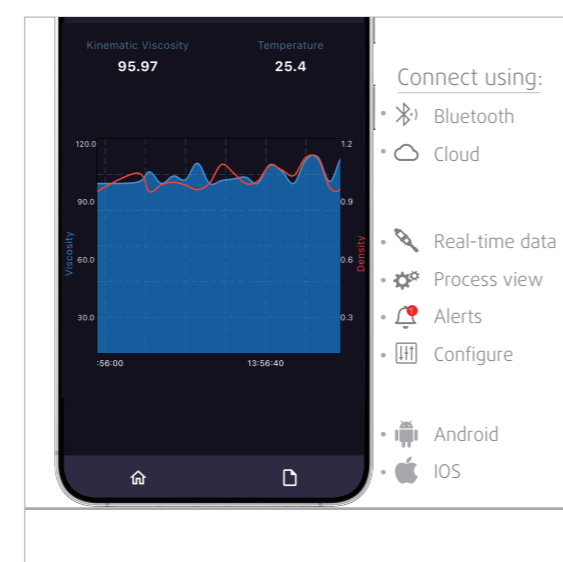 Kinematic Viscosity
Temperature
95.97
25.4
120.0
1.2
90.0
0.9
60.0
0.6
30.0
0.3
Viscosity
Density
:56:00
13:56:40
Connect using:
Bluetooth
Cloud
Real-time data
Process view
1
Alerts
Configure
Android
IOS